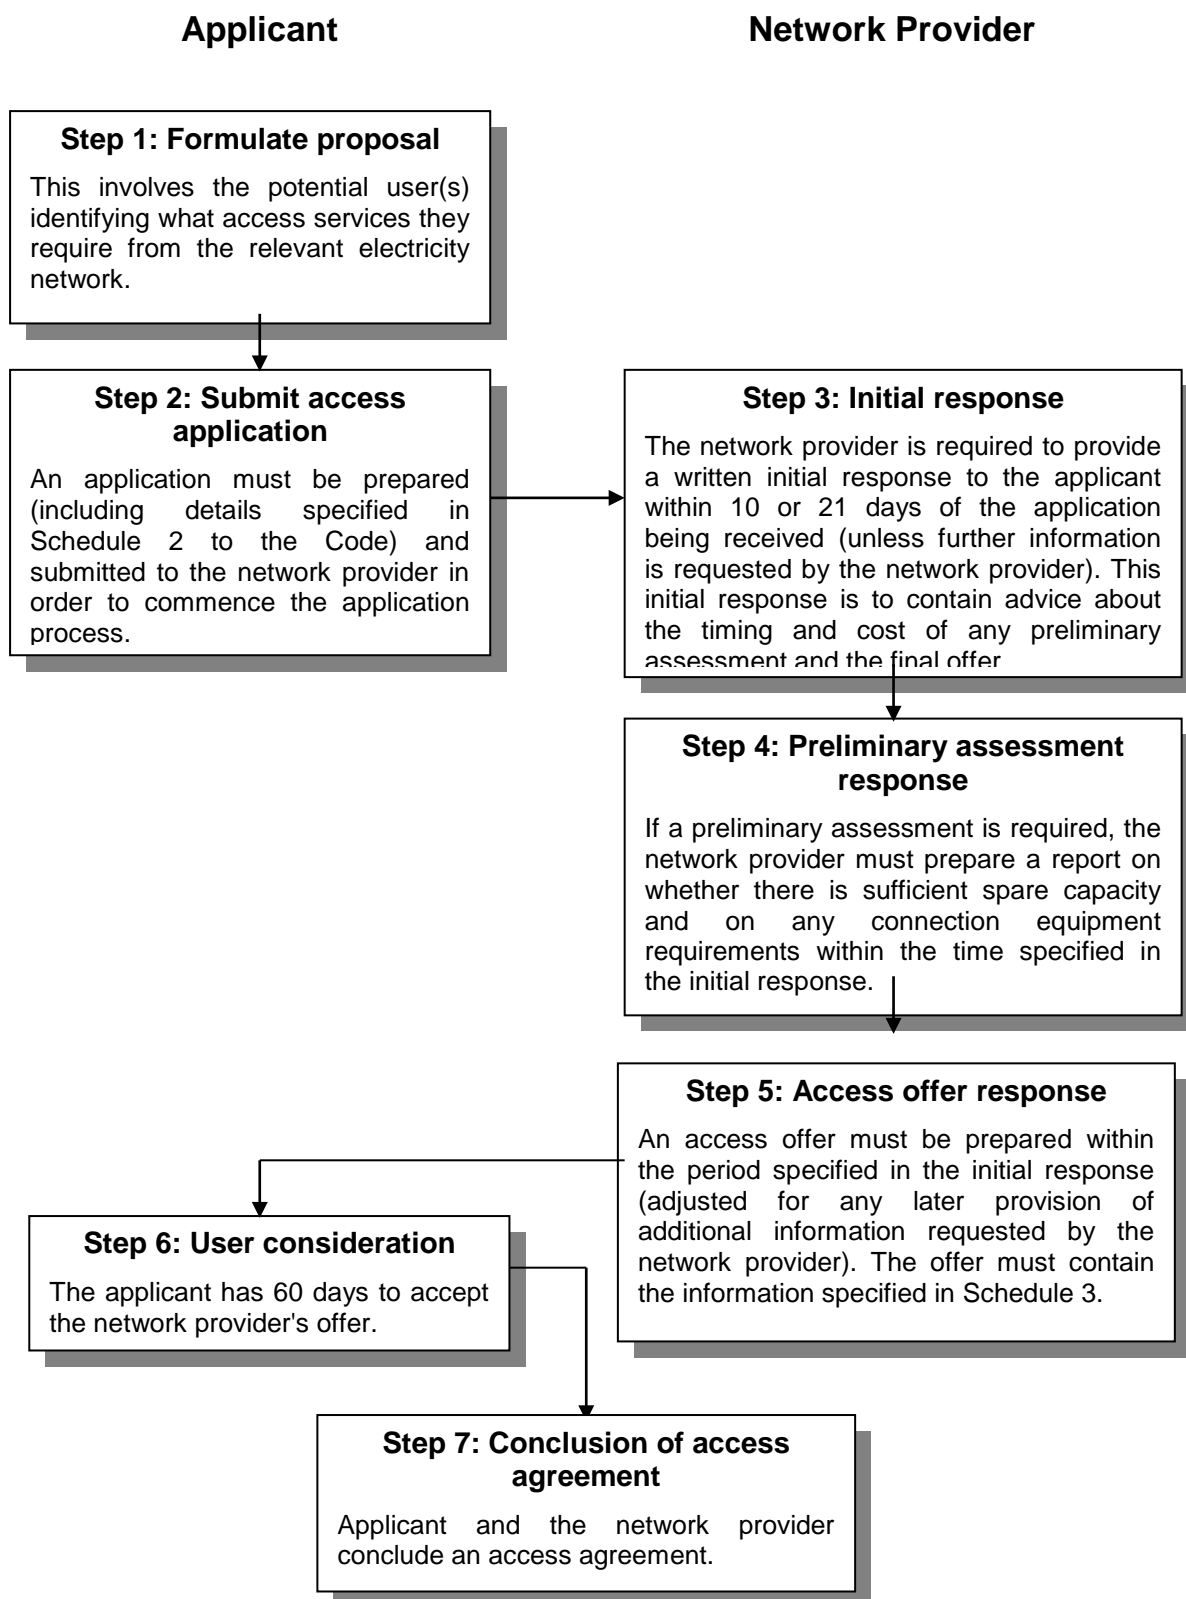 Applicant
Network Provider
Step 1: Formulate proposal
This involves the potential user(s)
identifying what access services they
require from the relevant electricity
network.
Step 2: Submit access
application
An application must be prepared
(including details specified in
Schedule 2 to the Code) and
submitted to the network provider in
order to commence the application
process.
Step 3: Initial response
The network provider is required to provide
a written initial response to the applicant
within 10 or 21 days of the application
being received (unless further information
is requested by the network provider). This
initial response is to contain advice about
the timing and cost of any preliminary
assessment and the final offer
Step 4: Preliminary assessment
response
If a preliminary assessment is required, the
network provider must prepare a report on
whether there is sufficient spare capacity
and on any connection equipment
requirements within the time specified in
the initial response.
Step 5: Access offer response
An access offer must be prepared within
the period specified in the initial response
(adjusted for any later provision of
additional information requested by the
network provider). The offer must contain
the information specified in Schedule 3.
Step 6: User consideration
The applicant has 60 days to accept
the network provider's offer.
Step 7: Conclusion of access
agreement
Applicant and the network provider
conclude an access agreement.